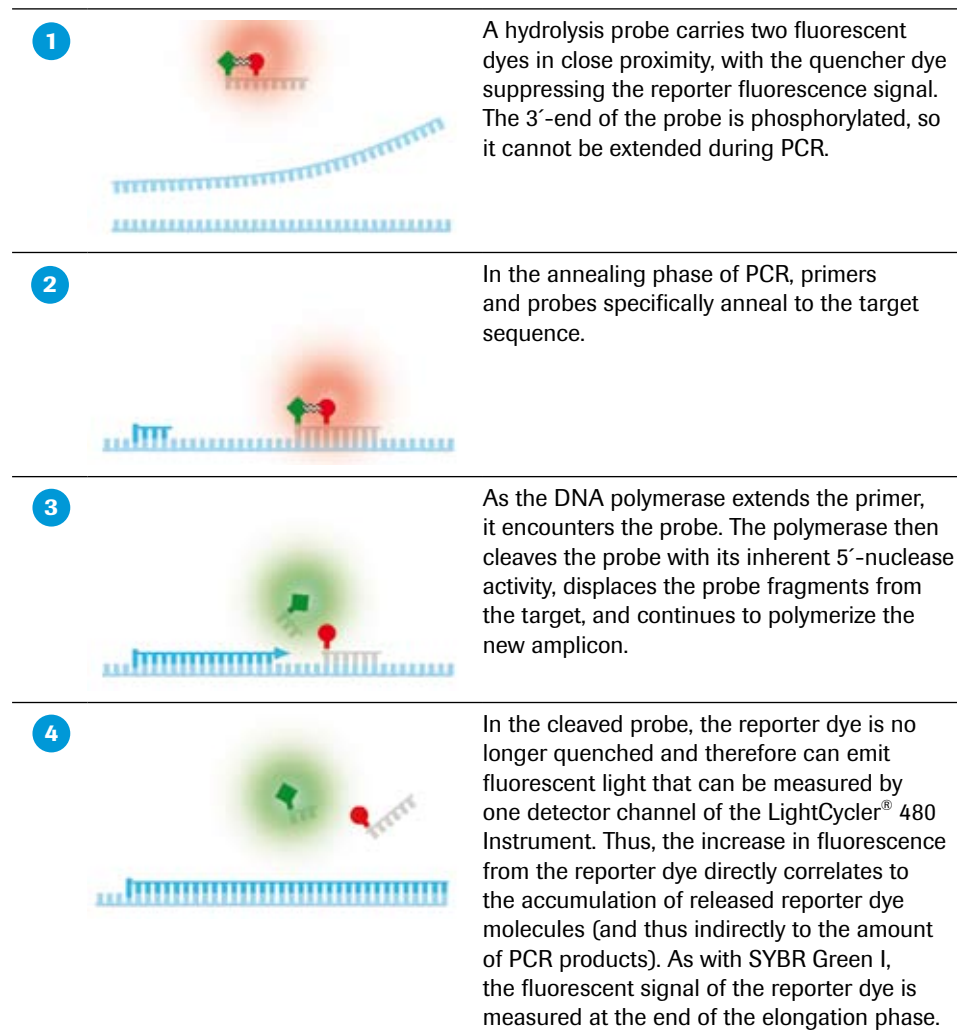 1
A hydrolysis probe carries two fluorescent
dyes in close proximity, with the quencher dye
suppressing the reporter fluorescence signal.
The 3´-end of the probe is phosphorylated, so
it cannot be extended during PCR.
2
In the annealing phase of PCR, primers
and probes specifically anneal to the target
sequence.
3
As the DNA polymerase extends the primer,
it encounters the probe. The polymerase then
cleaves the probe with its inherent 5´-nuclease
activity, displaces the probe fragments from
the target, and continues to polymerize the
new amplicon.
4
In the cleaved probe, the reporter dye is no
longer quenched and therefore can emit
fluorescent light that can be measured by
one detector channel of the LightCycler® 480
Instrument. Thus, the increase in fluorescence
from the reporter dye directly correlates to
the accumulation of released reporter dye
molecules (and thus indirectly to the amount
of PCR products). As with SYBR Green I,
the fluorescent signal of the reporter dye is
measured at the end of the elongation phase.